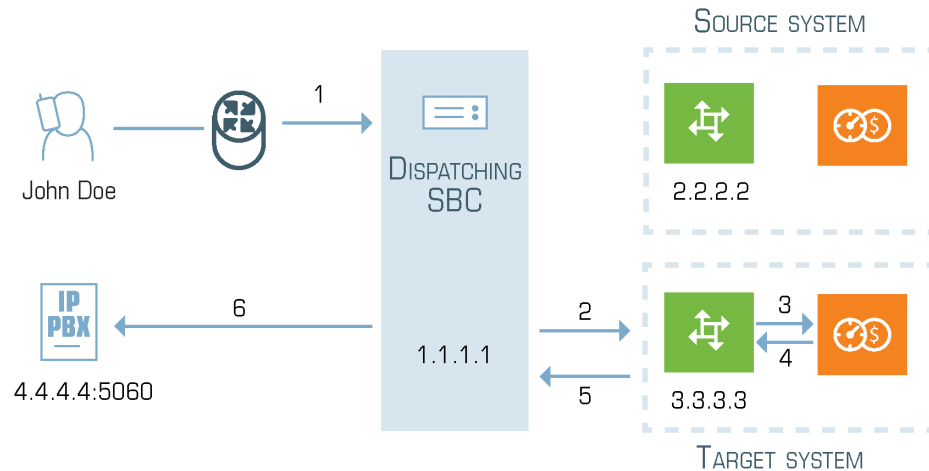 SOURCE SYSTEM
1
DISPATCHING
SBC
John Doe
2.2.2.2
$
IP
PBX
6
2
3
4
$
1.1.1.1
5
4.4.4.4:5060
3.3.3.3
TARGET SYSTEM